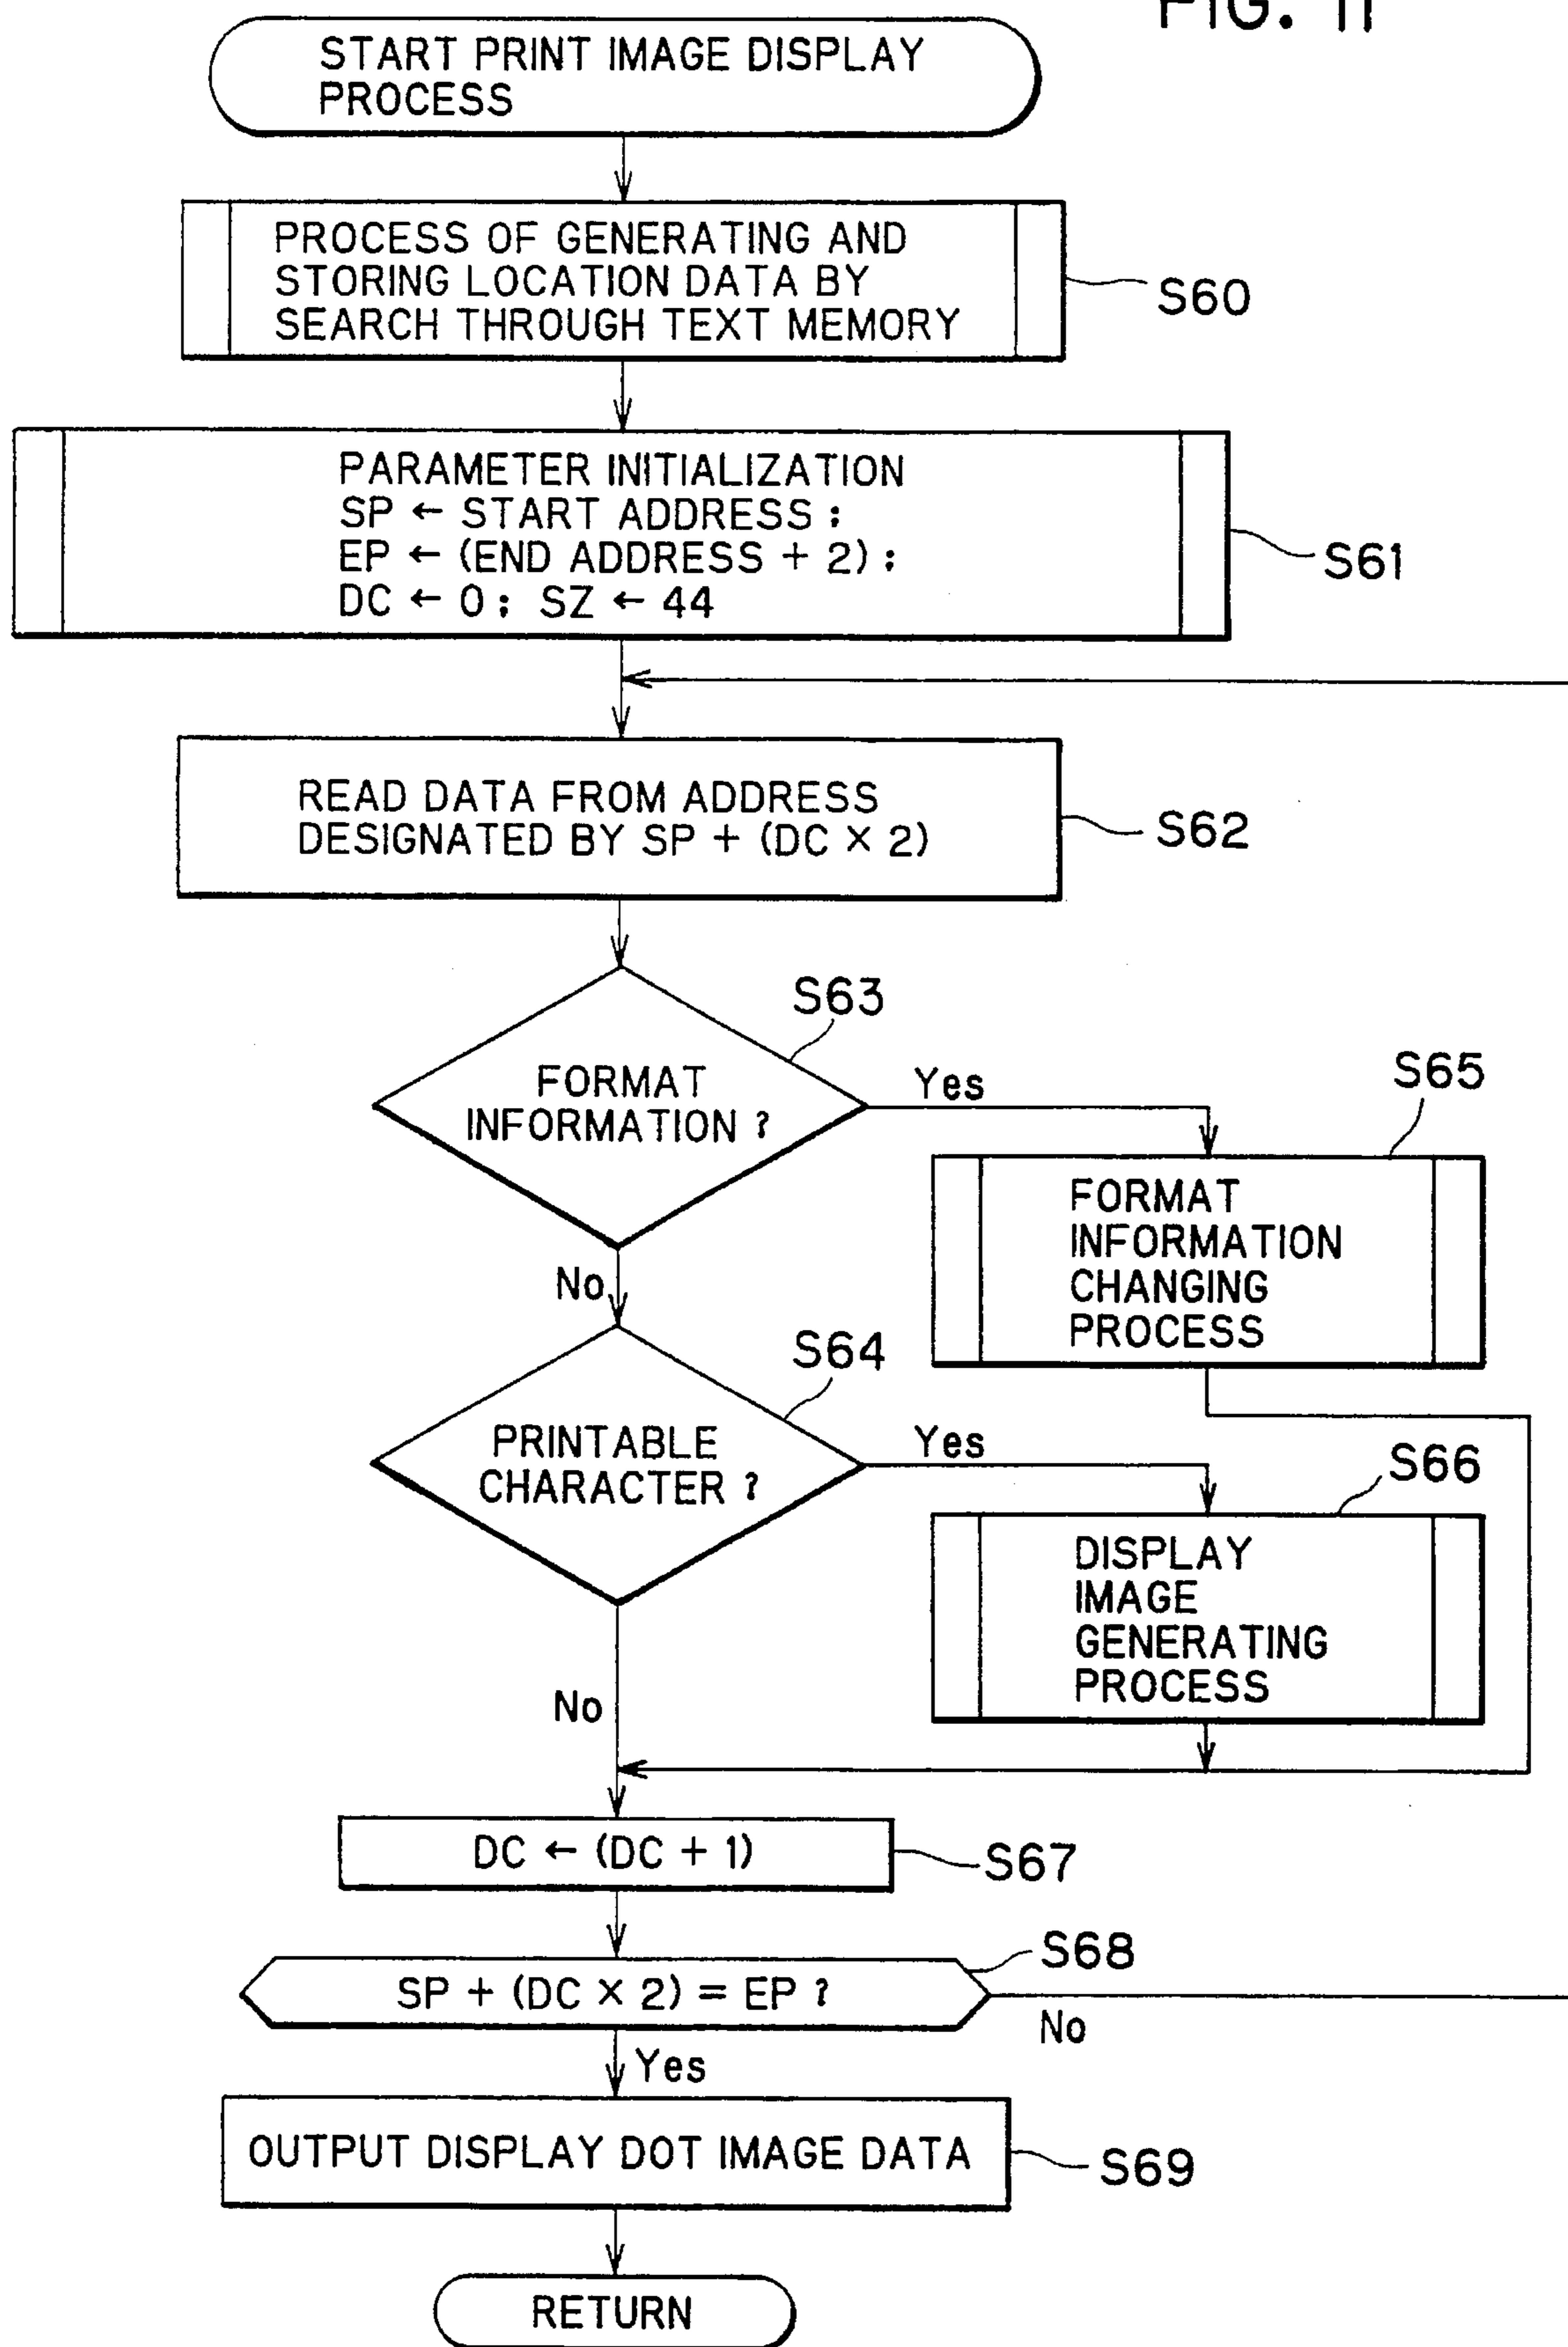 FIG. 11
START PRINT IMAGE DISPLAY
PROCESS
PROCESS OF GENERATING AND
STORING LOCATION DATA BY
SEARCH THROUGH TEXT MEMORY
S60
PARAMETER INITIALIZATION
SP ← START ADDRESS ;
EP ← (END ADDRESS + 2) ;
DC ← 0 ; SZ ← 44
S61
READ DATA FROM ADDRESS
DESIGNATED BY SP + (DC × 2)
S62
S63
FORMAT
INFORMATION ?
Yes
S65
FORMAT
INFORMATION
CHANGING
PROCESS
No
S64
PRINTABLE
CHARACTER ?
Yes
S66
DISPLAY
IMAGE
GENERATING
PROCESS
No
DC ← (DC + 1)
S67
S68
SP + (DC × 2) = EP ?
No
Yes
OUTPUT DISPLAY DOT IMAGE DATA
S69
RETURN